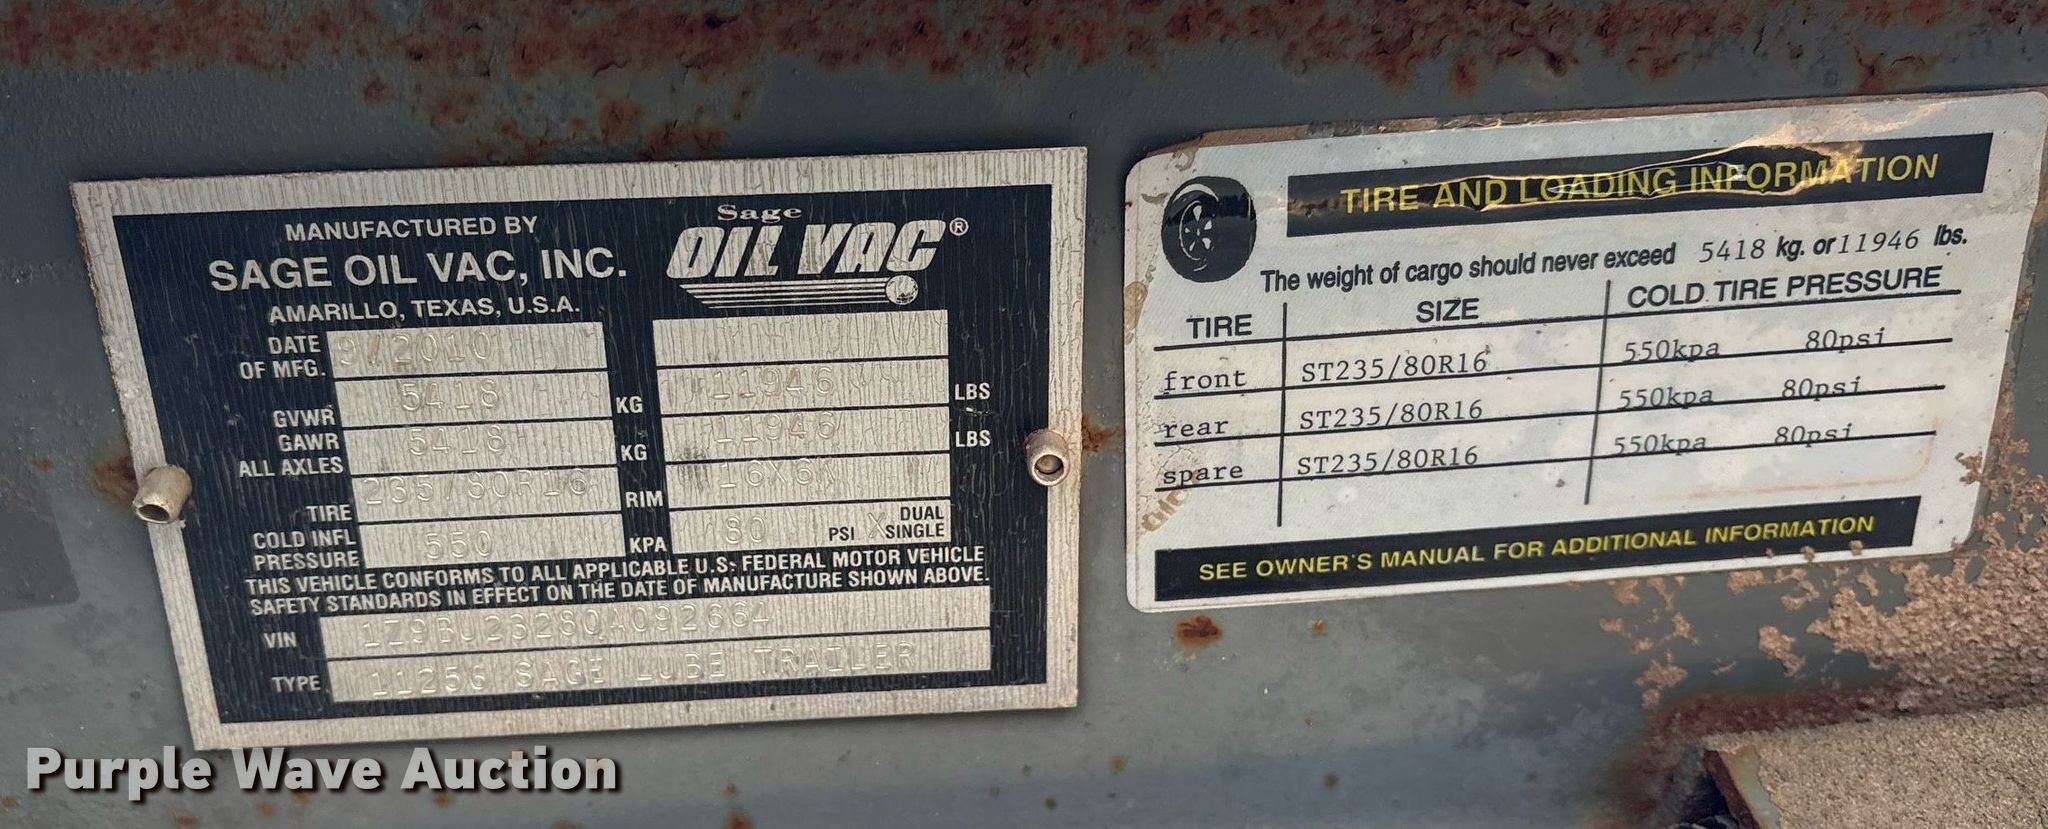 MANUFACTURED BY
SAGE OIL VAC, INC.
AMARILLO, TEXAS, U.S.A.
Sage
OIL VAC®
DATE OF MFG. 9/2010
GVWR 5418 KG 11946 LBS
GAWR ALL AXLES 5418 KG 11946 LBS
TIRE 235/80R16 RIM 16X6
COLD INFL PRESSURE 550 KPA 80 PSI DUAL X SINGLE
THIS VEHICLE CONFORMS TO ALL APPLICABLE U.S. FEDERAL MOTOR VEHICLE
SAFETY STANDARDS IN EFFECT ON THE DATE OF MANUFACTURE SHOWN ABOVE.
VIN
TYPE 11256 SAGE LUBE TRAILER
TIRE AND LOADING INFORMATION
The weight of cargo should never exceed 5418 kg. or 11946 lbs.
TIRE SIZE COLD TIRE PRESSURE
front ST235/80R16 550kpa 80psi
rear ST235/80R16 550kpa 80psi
spare ST235/80R16 550kpa 80psi
SEE OWNER'S MANUAL FOR ADDITIONAL INFORMATION
Purple Wave Auction